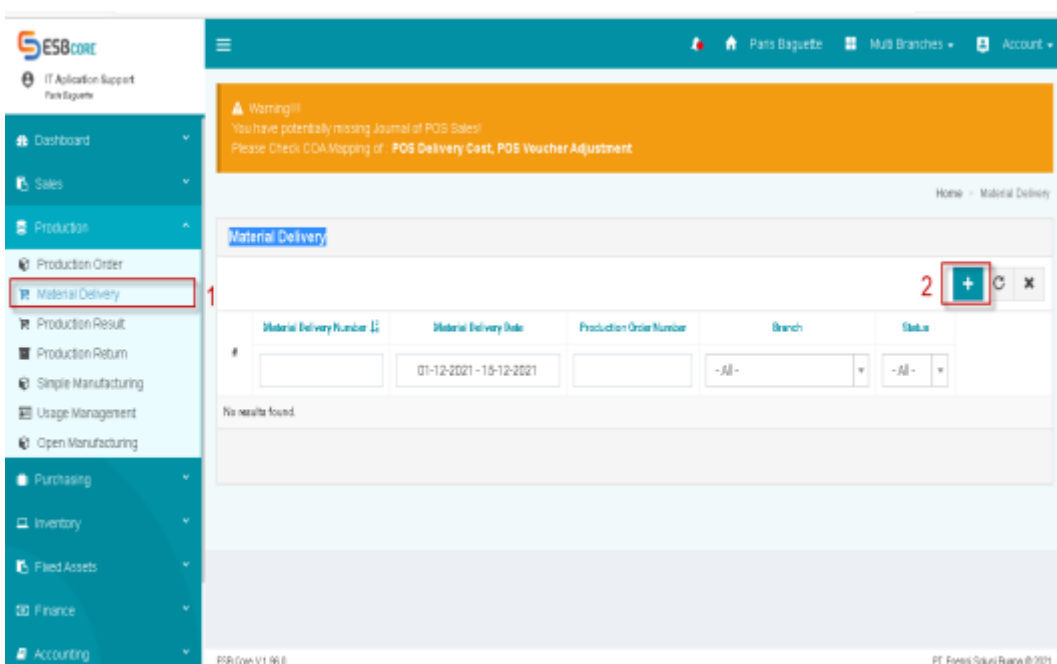 ESBCORE
IT Aplication Support
Paris Baguette
Paris Baguette
Multi Branches
Account
Warning!!!
You have potentially missing Journal of POS Sales!
Please Check COA Mapping of : POS Delivery Cost, POS Voucher Adjustment
Home - Material Delivery
Dashboard
Sales
Production
Production Order
Material Delivery
1
Production Result
Production Return
Simple Manufacturing
Usage Management
Open Manufacturing
Purchasing
Inventory
Fixed Assets
Finance
Accounting
Material Delivery
2
#
Material Delivery Number
Material Delivery Date
Production Order Number
Branch
Status
01-12-2021 - 15-12-2021
- All -
- All -
No results found.
ESB Core V1.96.0
PT. Esensi Solusi Buana © 2021